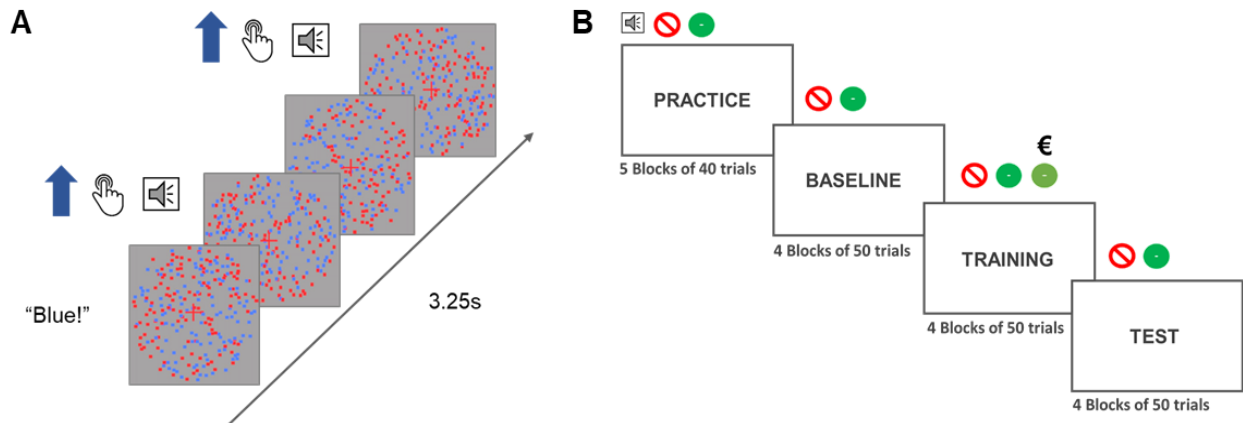 A
“Blue!”
3.25s
B
PRACTICE
5 Blocks of 40 trials
BASELINE
4 Blocks of 50 trials
€
TRAINING
4 Blocks of 50 trials
TEST
4 Blocks of 50 trials